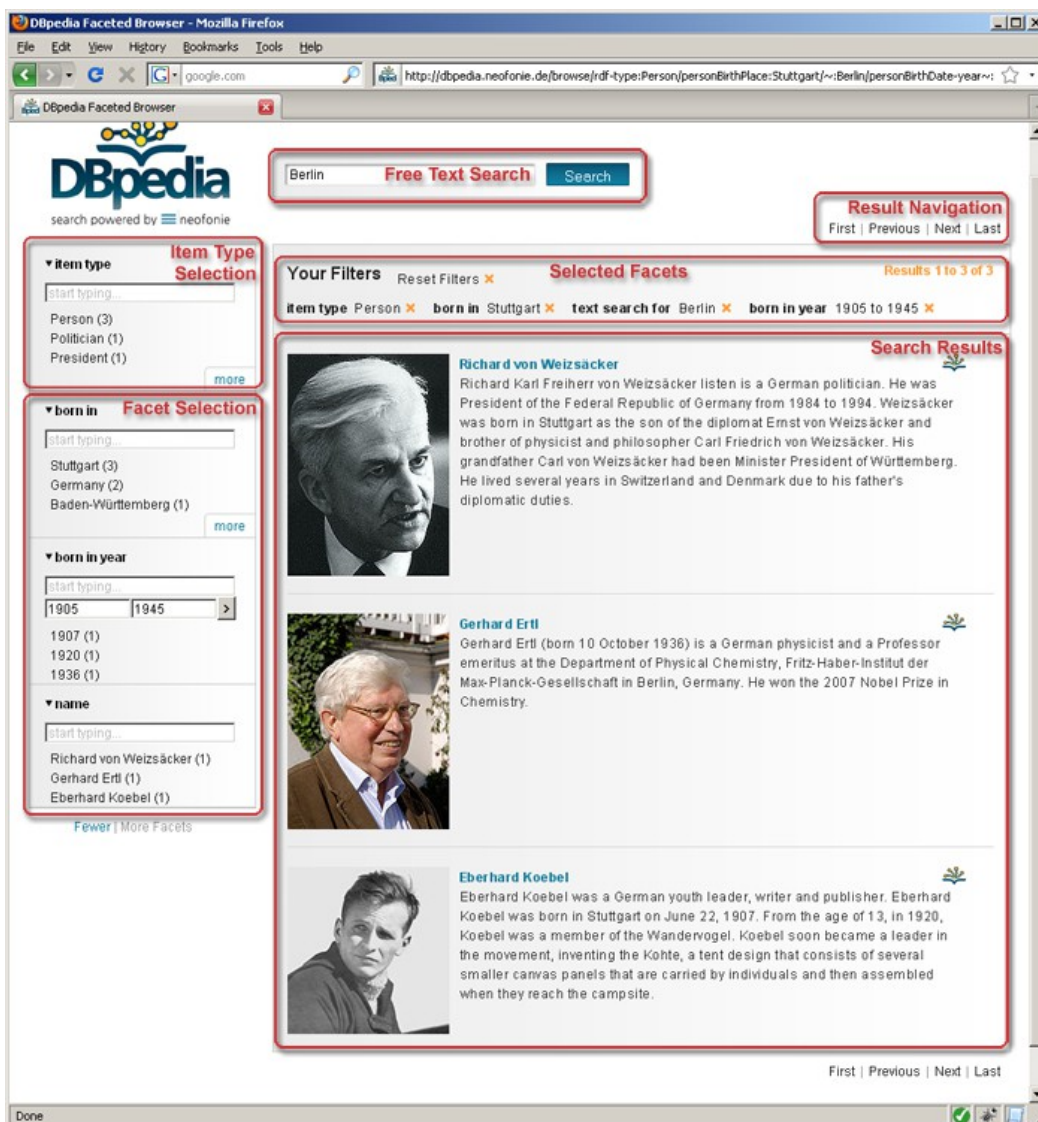 DBpedia Faceted Browser - Mozilla Firefox
File Edit View History Bookmarks Tools Help
google.com
http://dbpedia.neofonie.de/browse/rdf-type:Person/personBirthPlace:Stuttgart/~:Berlin/personBirthDate-year~:
DBpedia Faceted Browser
DBpedia
search powered by neofonie
Berlin Free Text Search Search
Result Navigation
First | Previous | Next | Last
Item Type Selection
item type
start typing...
Person (3)
Politician (1)
President (1)
more
Facet Selection
born in
start typing...
Stuttgart (3)
Germany (2)
Baden-Württemberg (1)
more
born in year
start typing...
1905 1945 >
1907 (1)
1920 (1)
1936 (1)
name
start typing...
Richard von Weizsäcker (1)
Gerhard Ertl (1)
Eberhard Koebel (1)
Fewer | More Facets
Your Filters Reset Filters Selected Facets Results 1 to 3 of 3
item type Person born in Stuttgart text search for Berlin born in year 1905 to 1945
Search Results
Richard von Weizsäcker
Richard Karl Freiherr von Weizsäcker listen is a German politician. He was
President of the Federal Republic of Germany from 1984 to 1994. Weizsäcker
was born in Stuttgart as the son of the diplomat Ernst von Weizsäcker and
brother of physicist and philosopher Carl Friedrich von Weizsäcker. His
grandfather Carl von Weizsäcker had been Minister President of Württemberg.
He lived several years in Switzerland and Denmark due to his father's
diplomatic duties.
Gerhard Ertl
Gerhard Ertl (born 10 October 1936) is a German physicist and a Professor
emeritus at the Department of Physical Chemistry, Fritz-Haber-Institut der
Max-Planck-Gesellschaft in Berlin, Germany. He won the 2007 Nobel Prize in
Chemistry.
Eberhard Koebel
Eberhard Koebel was a German youth leader, writer and publisher. Eberhard
Koebel was born in Stuttgart on June 22, 1907. From the age of 13, in 1920,
Koebel was a member of the Wandervogel. Koebel soon became a leader in
the movement, inventing the Kohte, a tent design that consists of several
smaller canvas panels that are carried by individuals and then assembled
when they reach the campsite.
First | Previous | Next | Last
Done